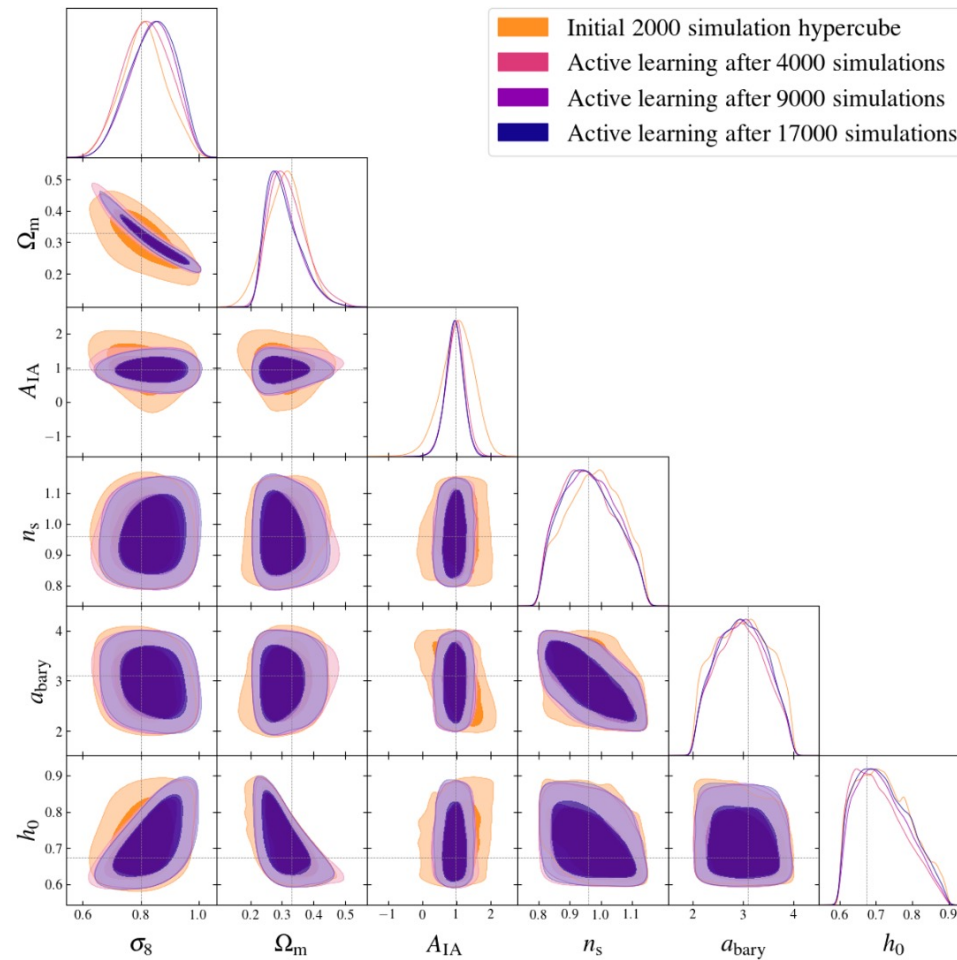 Initial 2000 simulation hypercube
Active learning after 4000 simulations
Active learning after 9000 simulations
Active learning after 17000 simulations
Ωm
0.5
0.4
0.3
0.2
AIA
2
1
0
−1
ns
1.1
1.0
0.9
0.8
abary
4
3
2
h0
0.9
0.8
0.7
0.6
0.6 0.8 1.0 0.2 0.3 0.4 0.5 −1 0 1 2 0.8 0.9 1.0 1.1 2 3 4 0.6 0.7 0.8 0.9
σ8 Ωm AIA ns abary h0